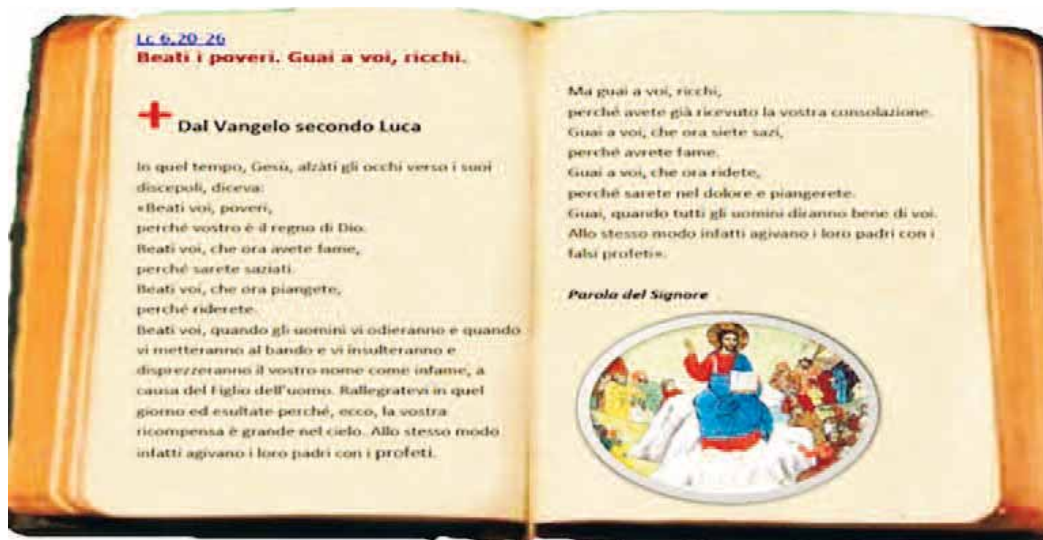 Lc 6,20-26
Beati i poveri. Guai a voi, ricchi.
Dal Vangelo secondo Luca
In quel tempo, Gesù, alzàti gli occhi verso i suoi
discepoli, diceva:
«Beati voi, poveri,
perché vostro è il regno di Dio.
Beati voi, che ora avete fame,
perché sarete saziati.
Beati voi, che ora piangete,
perché riderete.
Beati voi, quando gli uomini vi odieranno e quando
vi metteranno al bando e vi insulteranno e
disprezzeranno il vostro nome come infame, a
causa del Figlio dell'uomo. Rallegratevi in quel
giorno ed esultate perché, ecco, la vostra
ricompensa è grande nel cielo. Allo stesso modo
infatti agivano i loro padri con i profeti.
Ma guai a voi, ricchi,
perché avete già ricevuto la vostra consolazione.
Guai a voi, che ora siete sazi,
perché avrete fame.
Guai a voi, che ora ridete,
perché sarete nel dolore e piangerete.
Guai, quando tutti gli uomini diranno bene di voi.
Allo stesso modo infatti agivano i loro padri con i
falsi profeti».
Parola del Signore